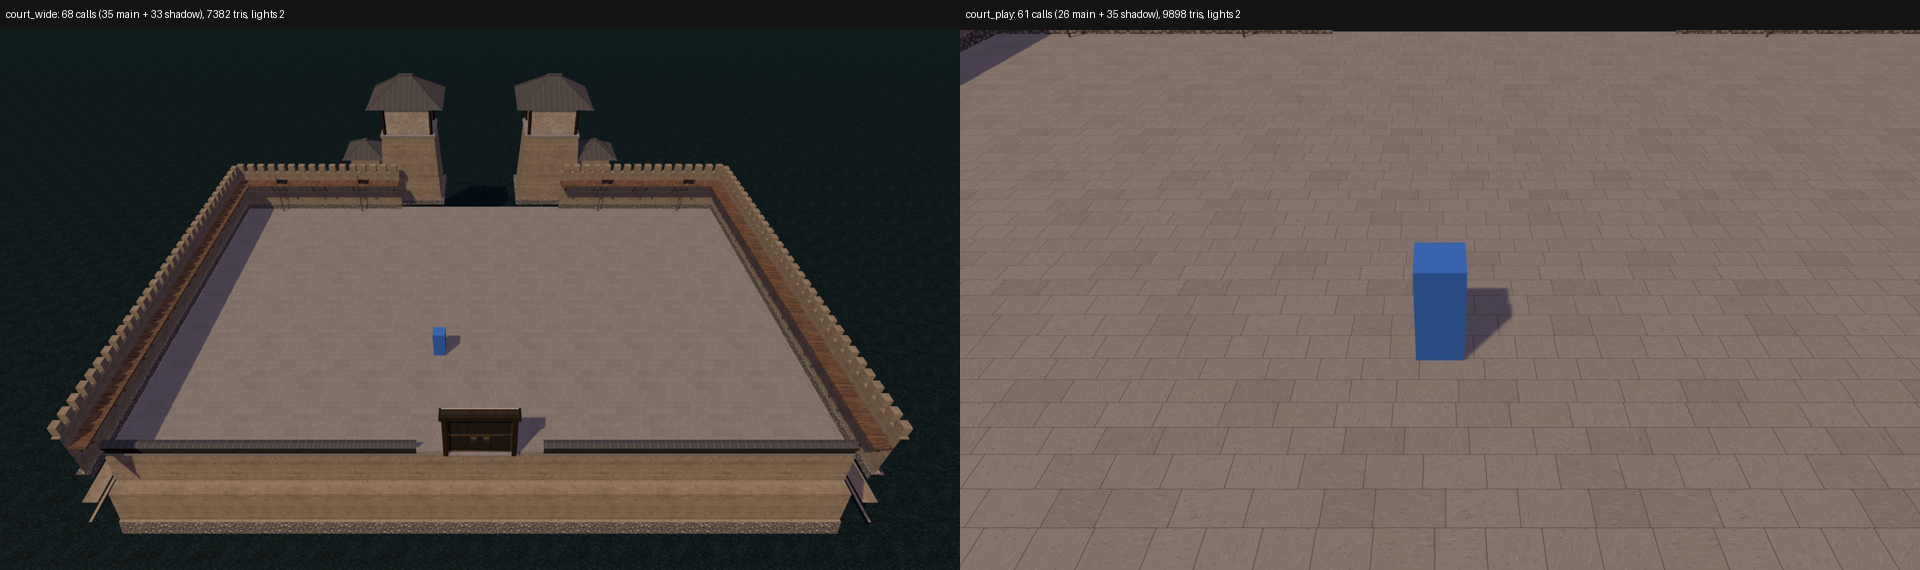 court_wide: 68 calls (35 main + 33 shadow), 7382 tris, lights 2
court_play: 61 calls (26 main + 35 shadow), 9898 tris, lights 2